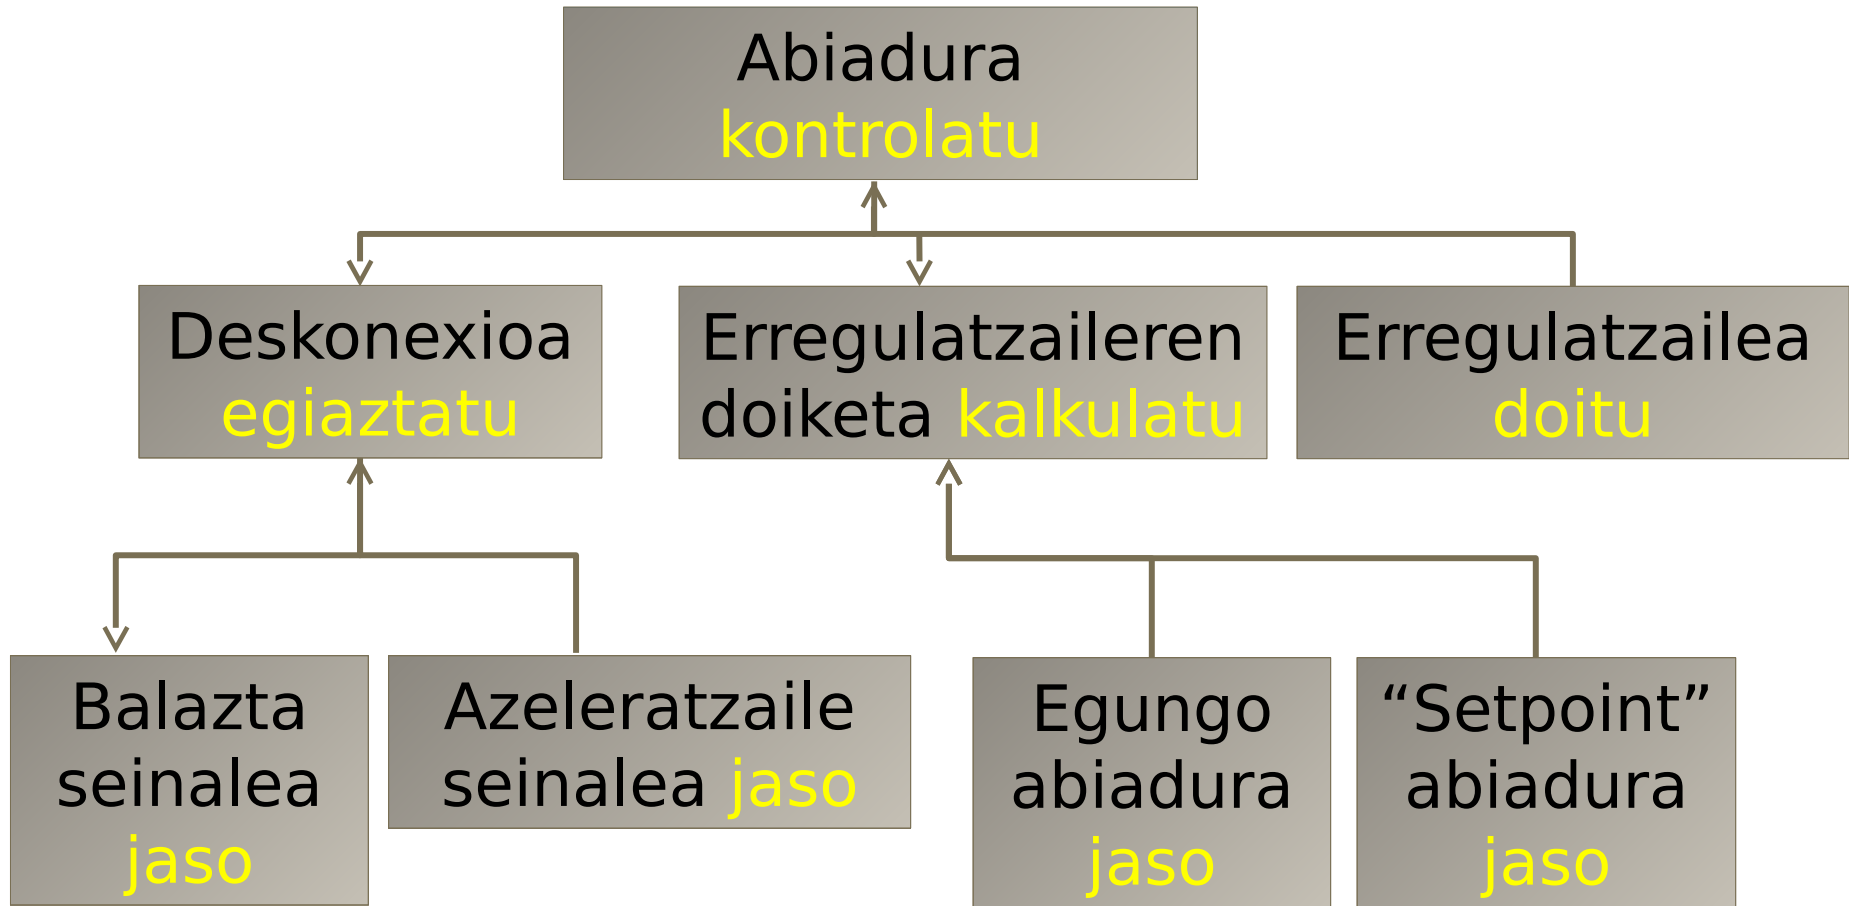 Abiadura
kontrolatu
Deskonexioa
egiaztatu
Erregulatzaileren
doiketa kalkulatu
Erregulatzailea
doitu
Balazta
seinalea
jaso
Azeleratzaile
seinalea jaso
Egungo
abiadura
jaso
“Setpoint”
abiadura
jaso